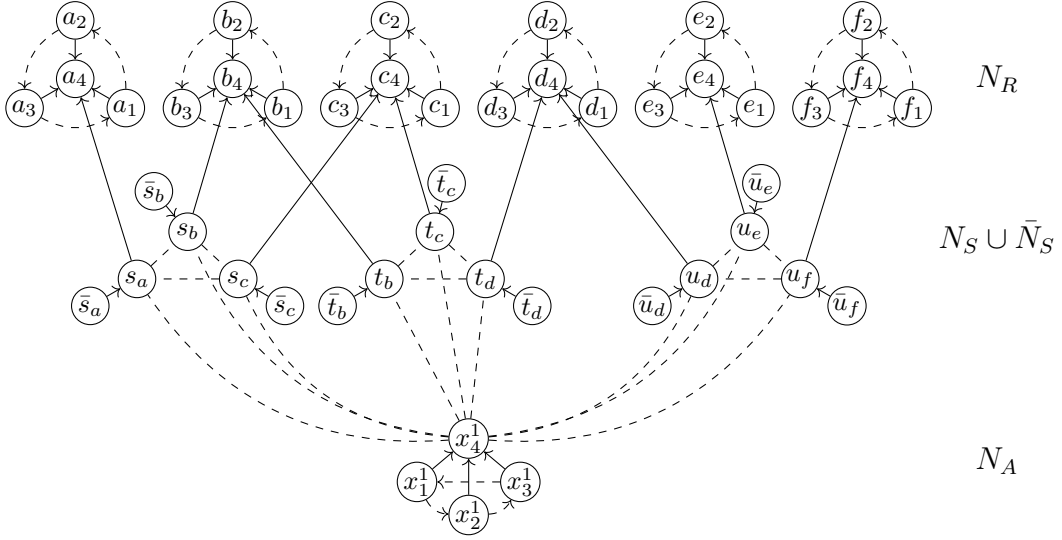 a₂ b₂ c₂ d₂ e₂ f₂
a₄ b₄ c₄ d₄ e₄ f₄ N_R
a₃ a₁ b₃ b₁ c₃ c₁ d₃ d₁ e₃ e₁ f₃ f₁
s̄_b t̄_c ū_e
s_b t_c u_e N_S ∪ N̄_S
s_a s_c t_b t_d u_d u_f
s̄_a s̄_c t̄_b t̄_d ū_d ū_f
x₄¹
x₁¹ x₃¹ N_A
x₂¹